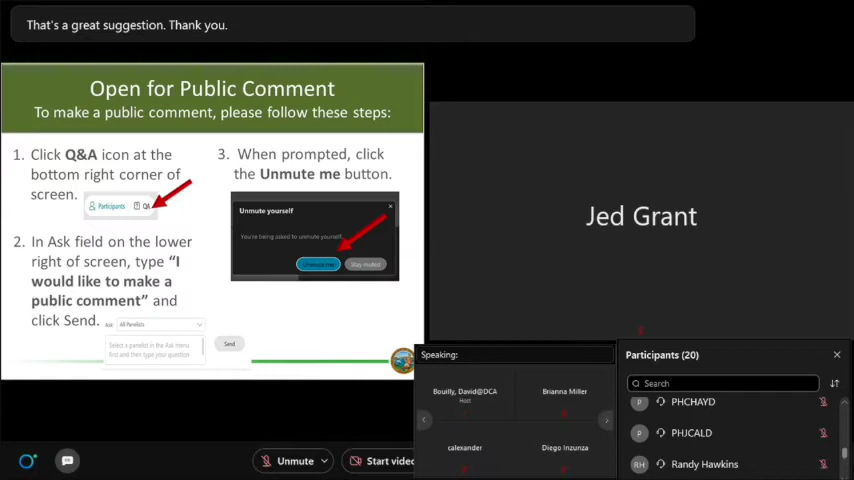 That's a great suggestion. Thank you.
Open for Public Comment
To make a public comment, please follow these steps:
1. Click Q&A icon at the
bottom right corner of
screen.
Participants
QA
2. In Ask field on the lower
right of screen, type “I
would like to make a
public comment” and
click Send.
Ask:
All Panelists
Select a panelist in the Ask menu
first and then type your question
Send
3. When prompted, click
the Unmute me button.
Unmute yourself
You're being asked to unmute yourself.
Unmute me
Stay muted
Jed Grant
Speaking:
Bouilly, David@DCA
Host
Brianna Miller
calexander
Diego Inzunza
Participants (20)
Search
P
PHCHAYD
P
PHJCALD
RH
Randy Hawkins
Unmute
Start video